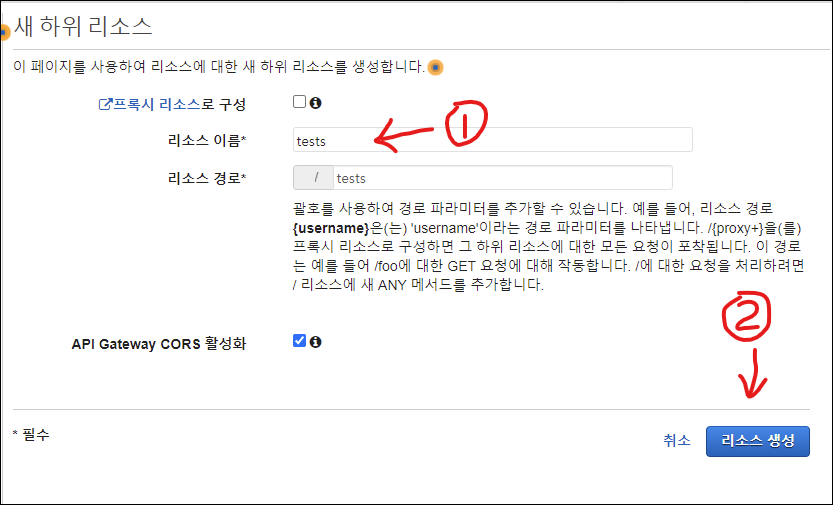 새 하위 리소스
이 페이지를 사용하여 리소스에 대한 새 하위 리소스를 생성합니다.
프록시 리소스로 구성
①
리소스 이름*
tests
리소스 경로*
/ tests
괄호를 사용하여 경로 파라미터를 추가할 수 있습니다. 예를 들어, 리소스 경로
{username}은(는) 'username'이라는 경로 파라미터를 나타냅니다. /{proxy+}을(를)
프록시 리소스로 구성하면 그 하위 리소스에 대한 모든 요청이 포착됩니다. 이 경로
는 예를 들어 /foo에 대한 GET 요청에 대해 작동합니다. /에 대한 요청을 처리하려면
/ 리소스에 새 ANY 메서드를 추가합니다.
②
API Gateway CORS 활성화
* 필수
취소
리소스 생성